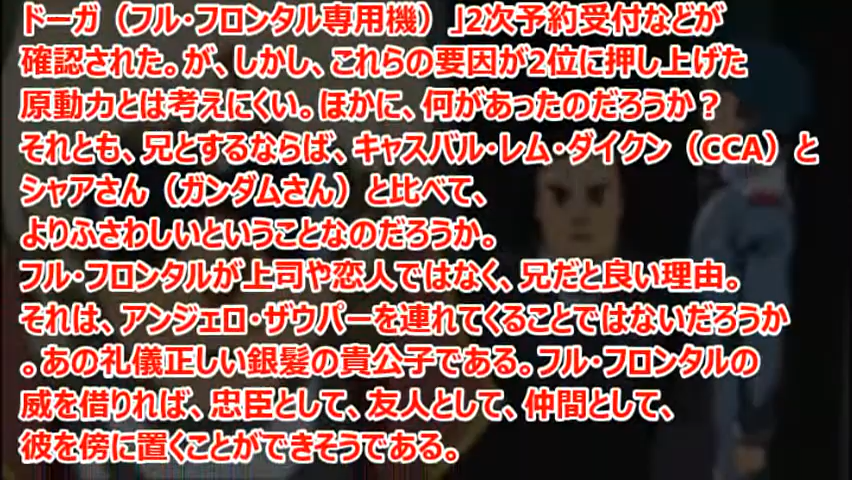 ドーガ（フル・フロンタル専用機）」2次予約受付などが
確認された。が、しかし、これらの要因が2位に押し上げた
原動力とは考えにくい。ほかに、何があったのだろうか？
それとも、兄とするならば、キャスバル・レム・ダイクン（CCA）と
シャアさん（ガンダムさん）と比べて、
よりふさわしいということなのだろうか。
フル・フロンタルが上司や恋人ではなく、兄だと良い理由。
それは、アンジェロ・ザウパーを連れてくることではないだろうか
。あの礼儀正しい銀髪の貴公子である。フル・フロンタルの
威を借りれば、忠臣として、友人として、仲間として、
彼を傍に置くことができそうである。